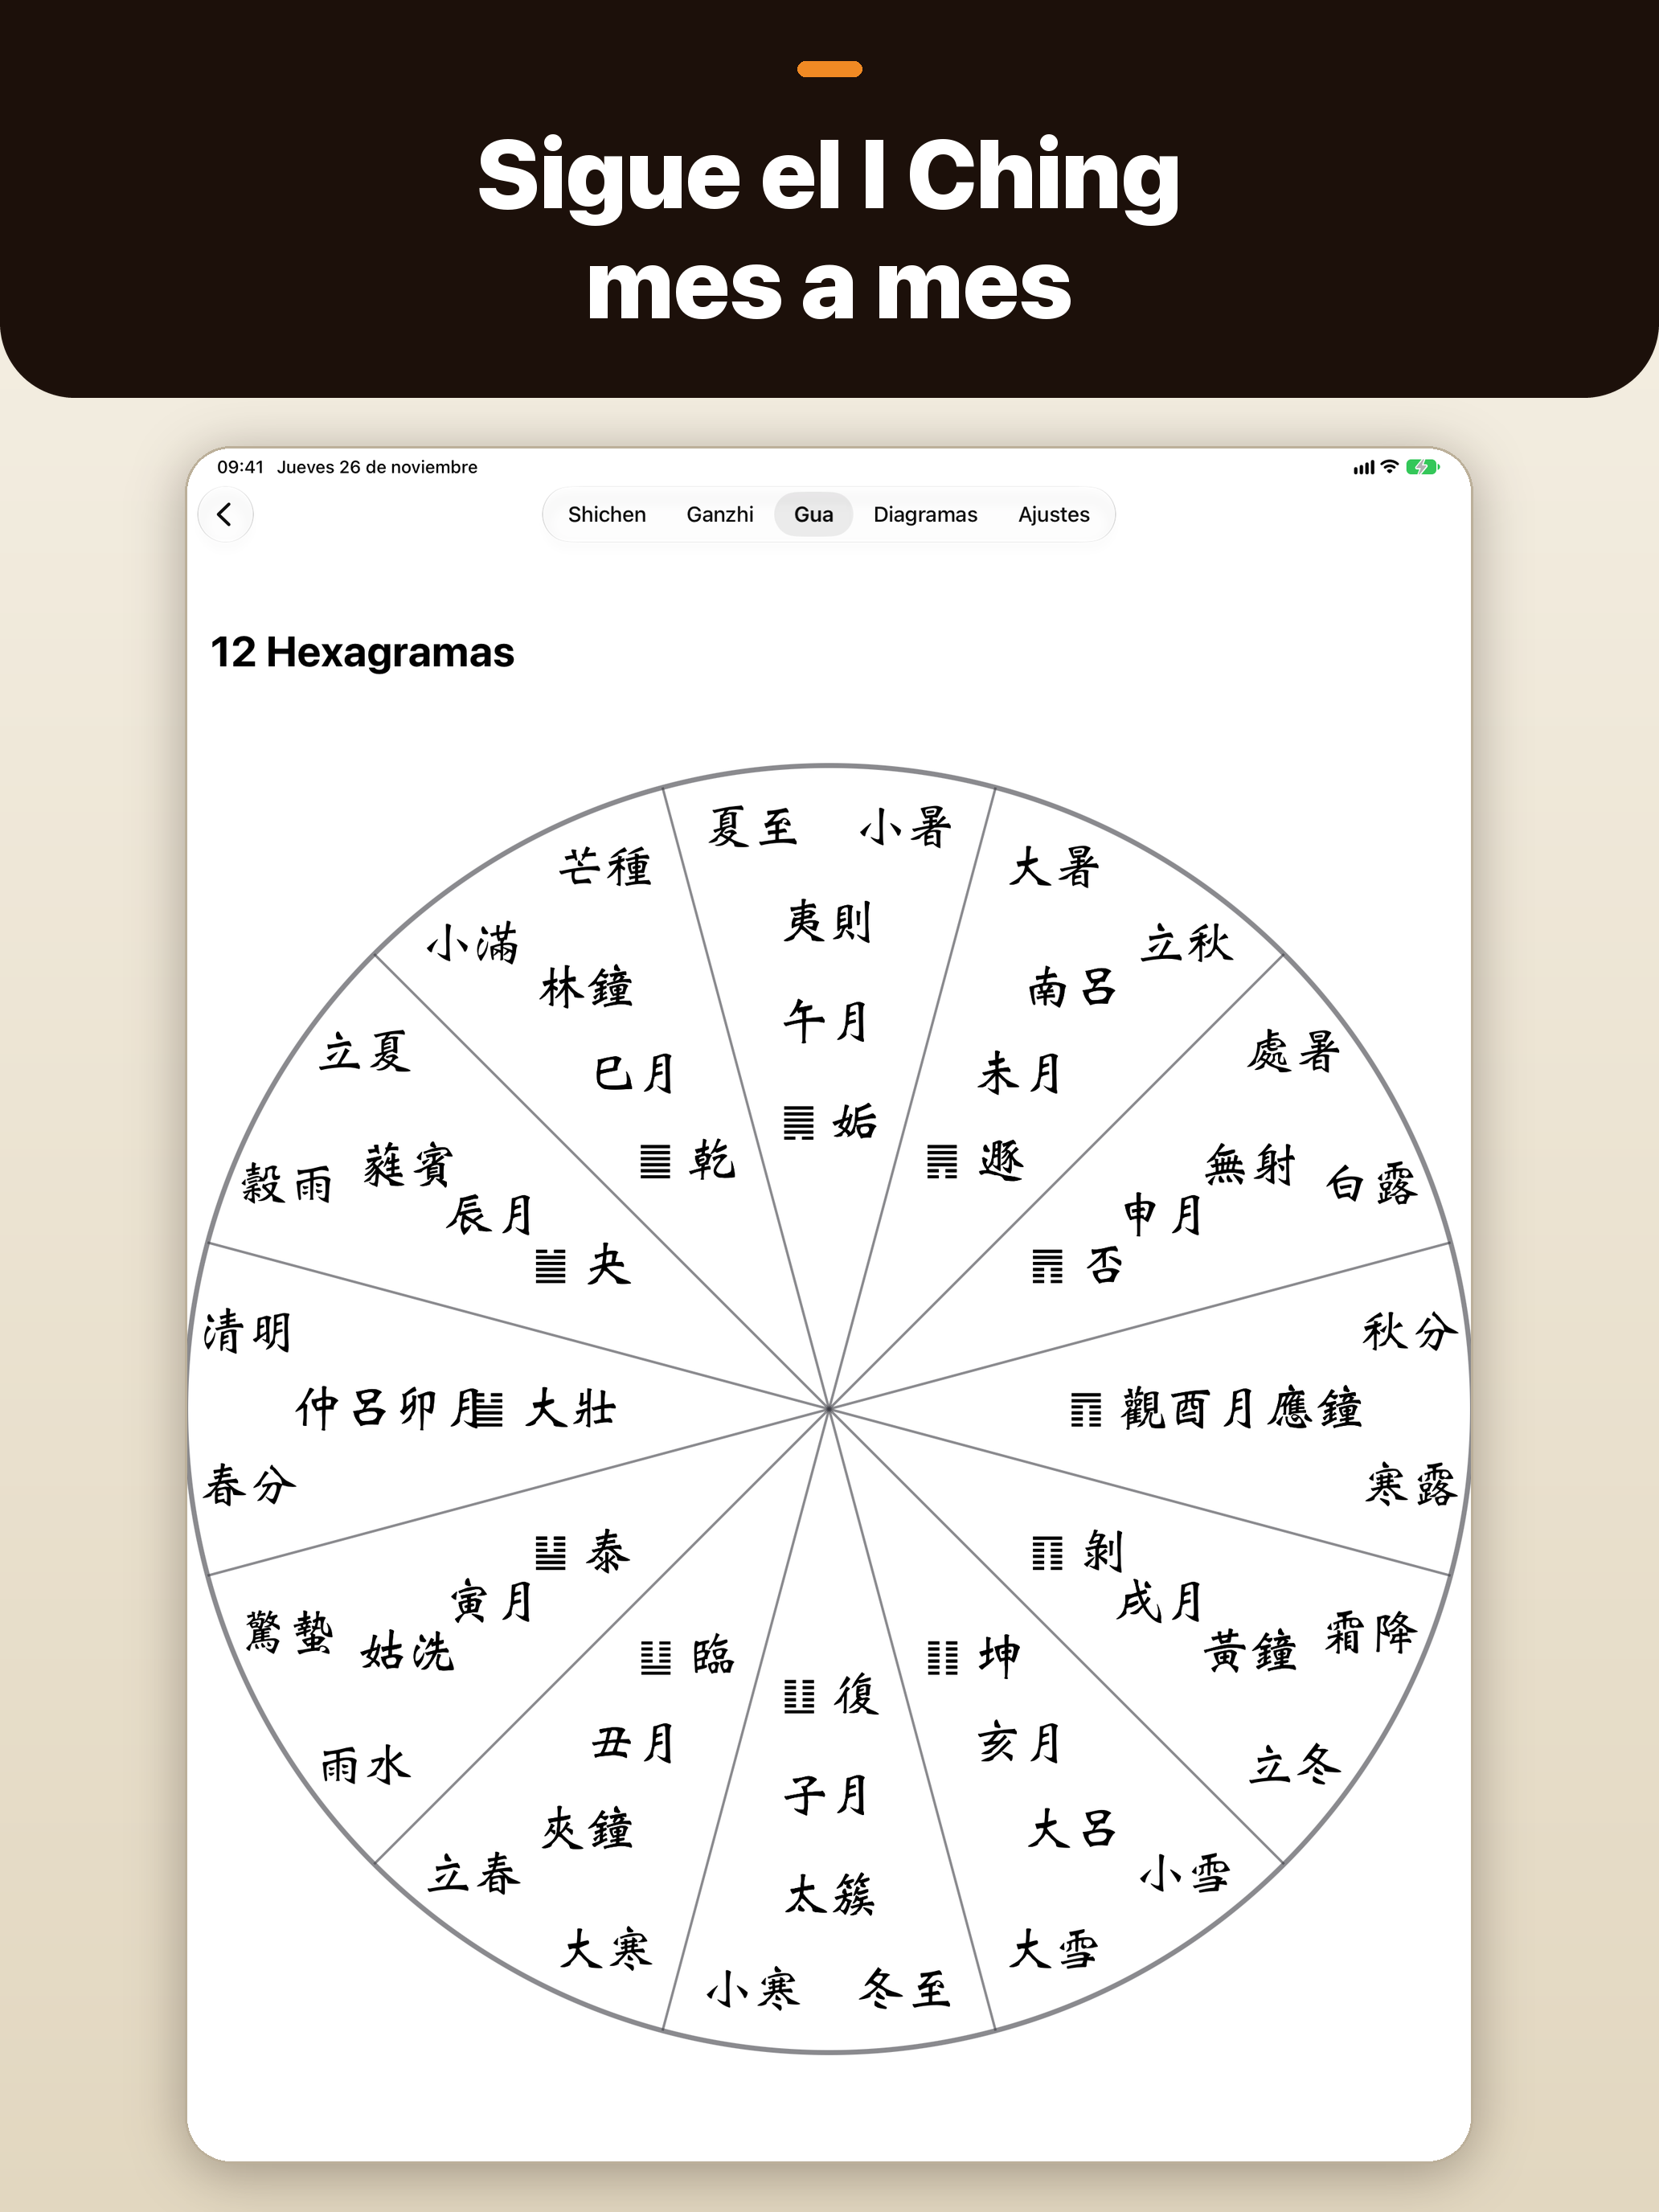 Sigue el I Ching
mes a mes
09:41 Jueves 26 de noviembre
Shichen Ganzhi Gua Diagramas Ajustes
12 Hexagramas
夏至 小暑
夷則
午月
䷫ 姤
大暑
立秋
南呂
未月
䷠ 遯
處暑
白露
無射
申月
䷋ 否
秋分
䷓ 觀 酉月 應鐘
寒露
䷖ 剝
戌月
黃鐘
霜降
立冬
䷁ 坤
亥月
大呂
小雪
大雪
䷗ 復
子月
太簇
小寒 冬至
䷒ 臨
丑月
夾鐘
立春
大寒
䷊ 泰
寅月
姑洗
驚蟄
雨水
清明
仲呂 卯月 ䷡ 大壯
春分
立夏
穀雨
蕤賓
辰月
䷪ 夬
芒種
小滿
林鐘
巳月
䷀ 乾